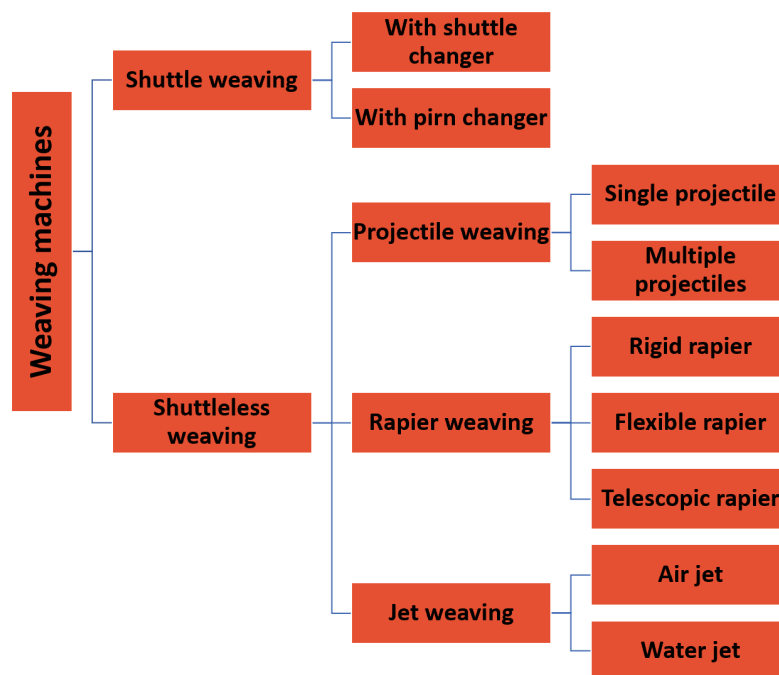 Weaving machines
Shuttle weaving
With shuttle
changer
With pirn changer
Shuttleless
weaving
Projectile weaving
Single projectile
Multiple
projectiles
Rapier weaving
Rigid rapier
Flexible rapier
Telescopic rapier
Jet weaving
Air jet
Water jet